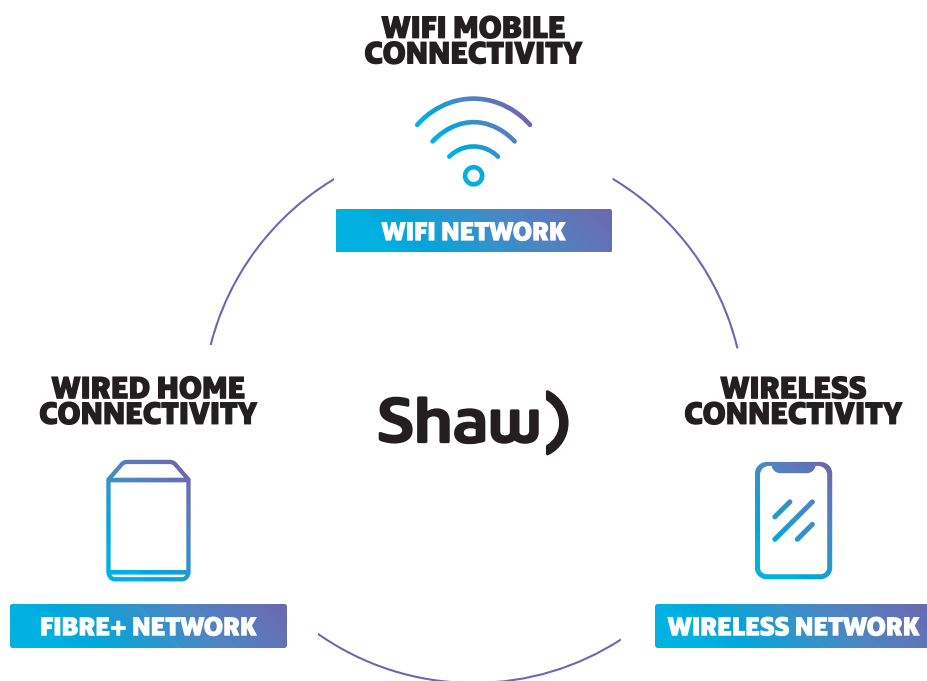 WIFI MOBILE
CONNECTIVITY
WIFI NETWORK
WIRED HOME
CONNECTIVITY
Shaw)
WIRELESS
CONNECTIVITY
FIBRE+ NETWORK
WIRELESS NETWORK